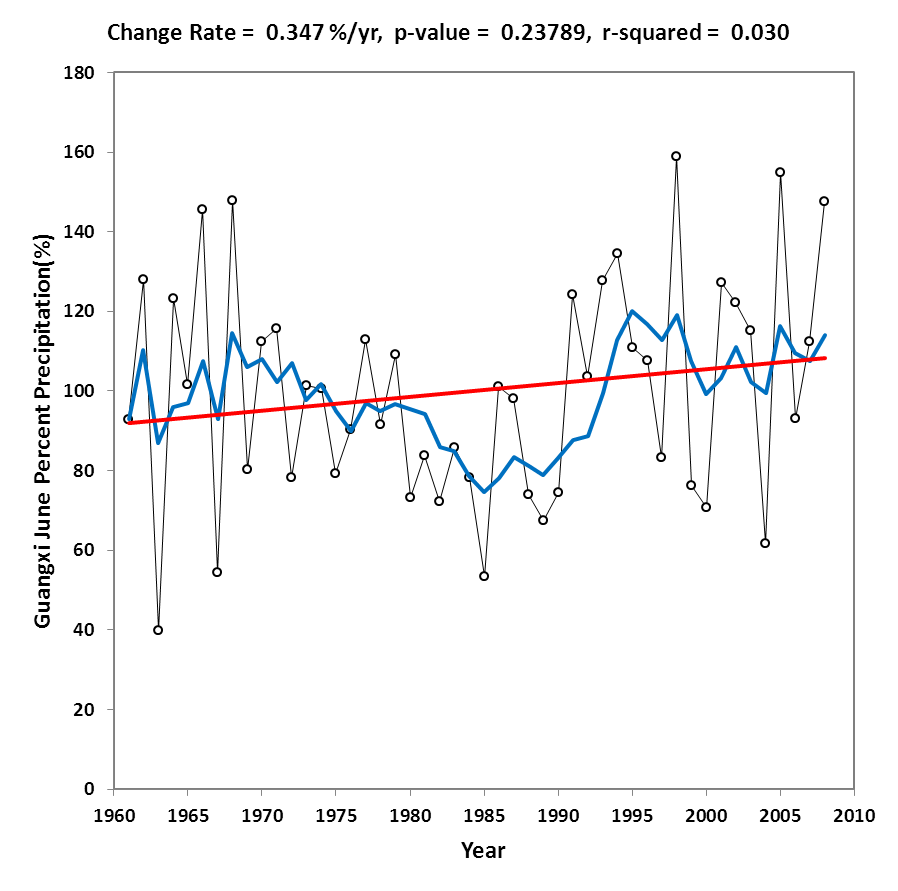 Change Rate = 0.347 %/yr, p-value = 0.23789, r-squared = 0.030
180
160
140
120
100
80
60
40
20
0
Guangxi June Percent Precipitation(%)
1960 1965 1970 1975 1980 1985 1990 1995 2000 2005 2010
Year